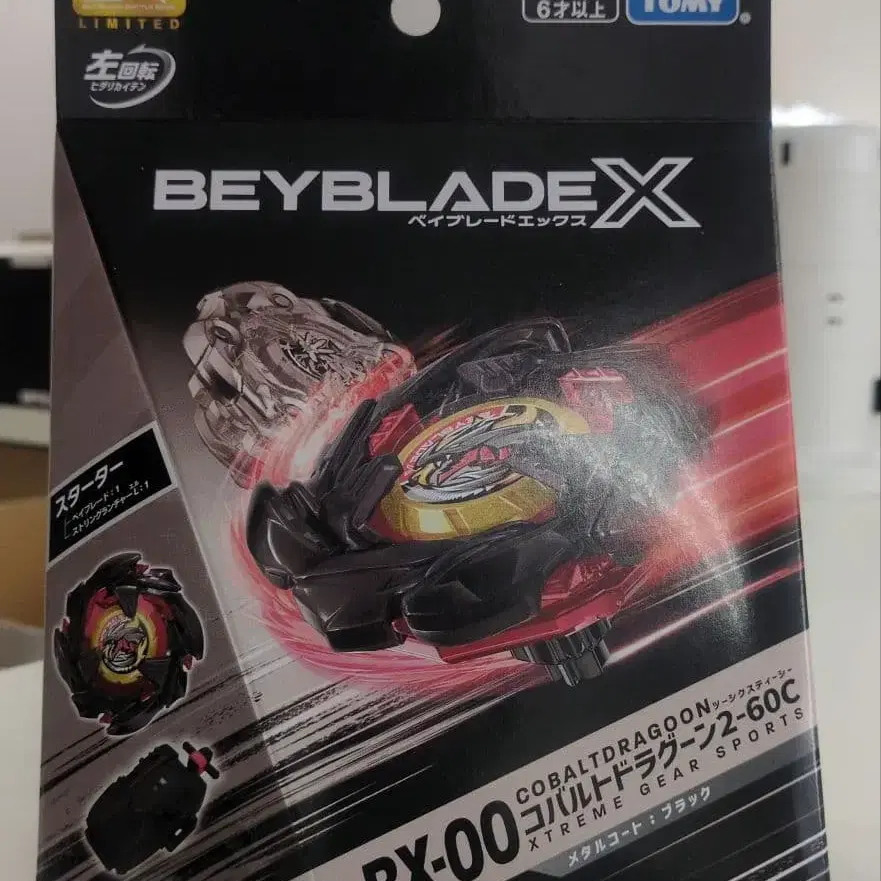 LIMITED
6才以上
TOMY
左回転
ヒダリカイテン
BEYBLADE X
ベイブレードエックス
スターター
ベイブレード:1
ストリングランチャーL:1
COBALTDRAGOON ツーシックスティーシー
BX-00 コバルトドラグーン2-60C
XTREME GEAR SPORTS
メタルコート:ブラック